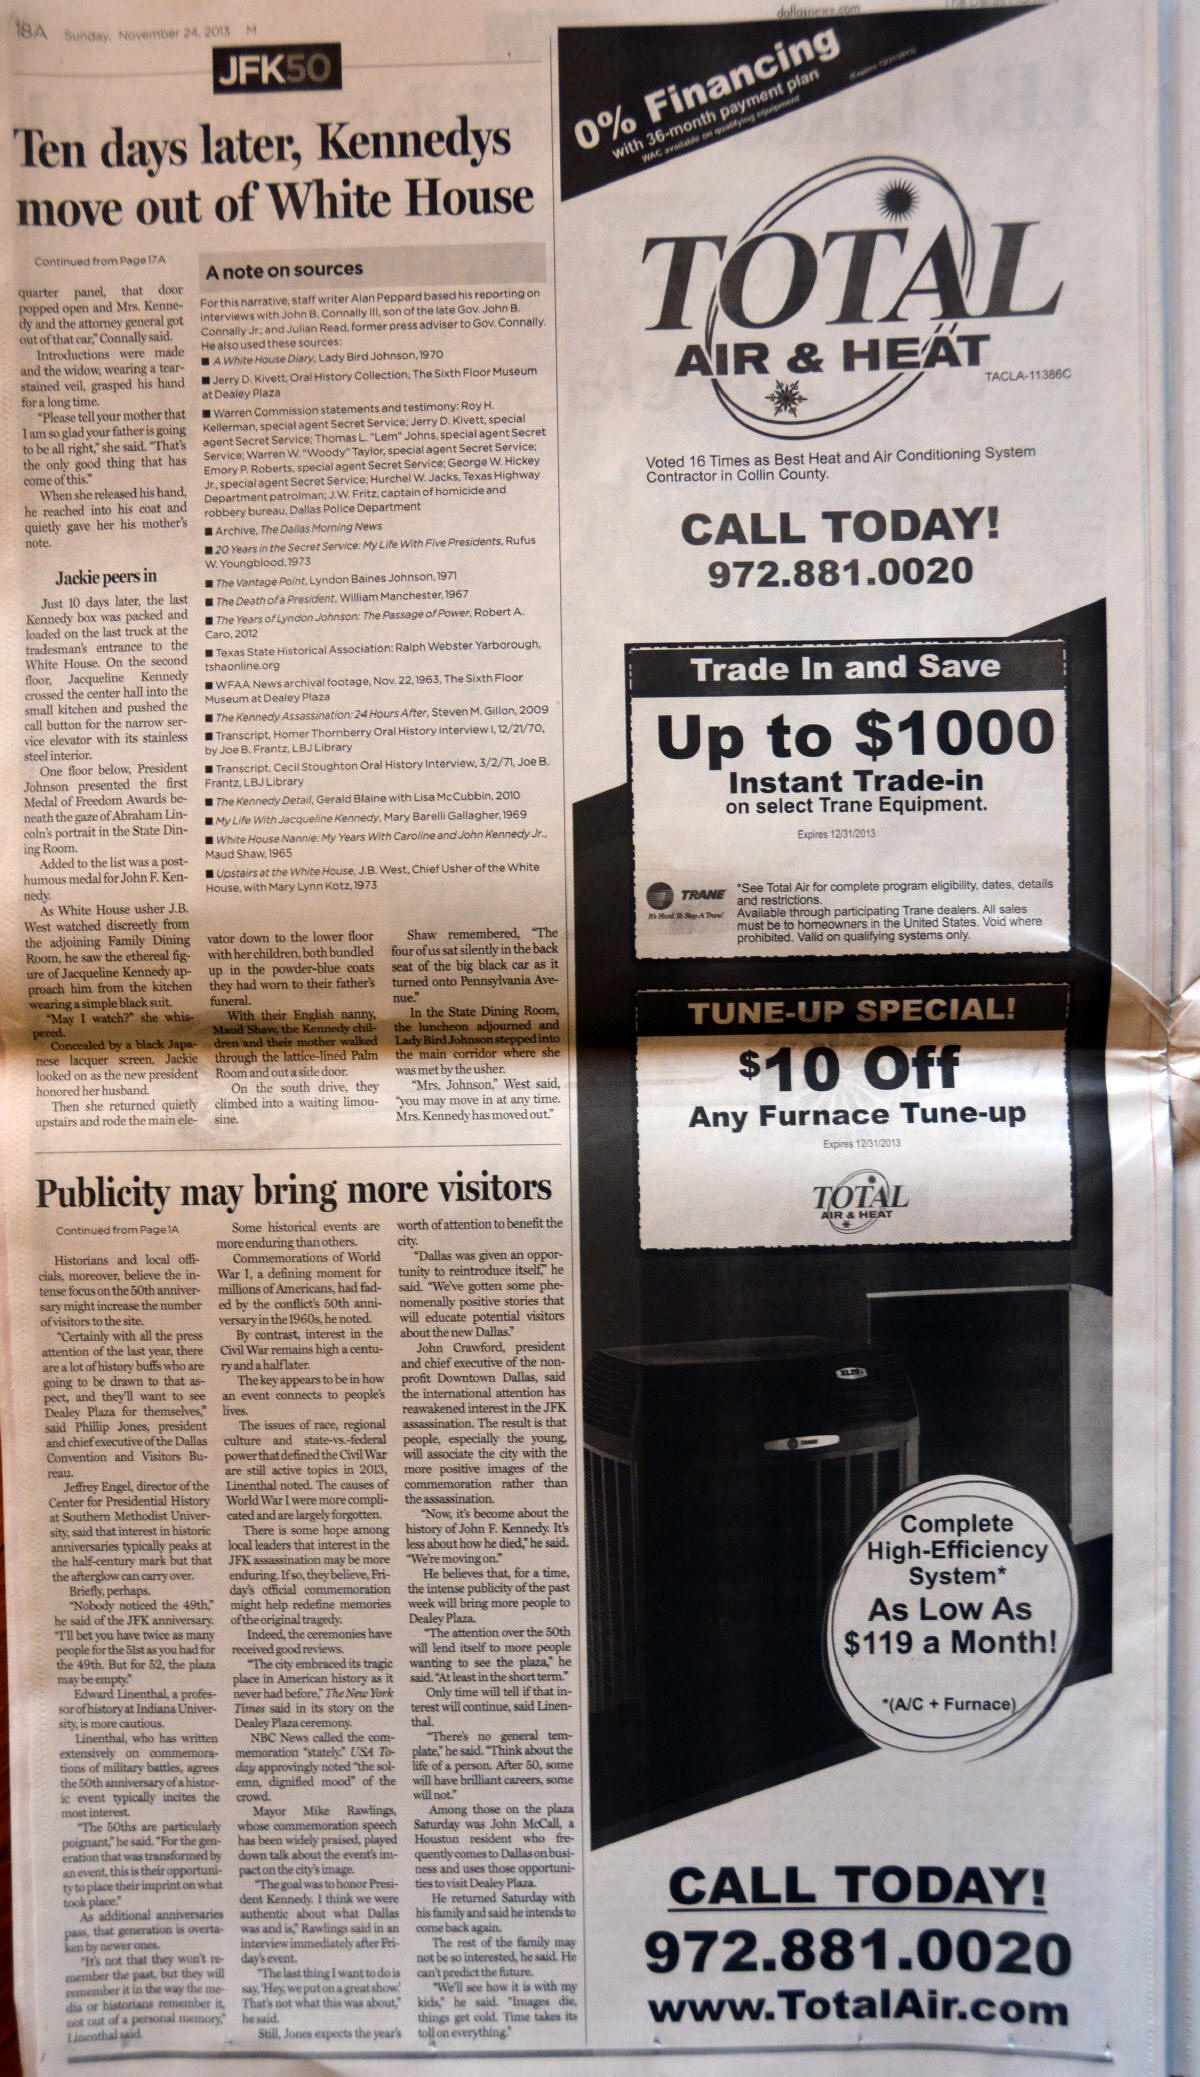 dallasnews.com
18A Sunday, November 24, 2013 M
JFK50
Ten days later, Kennedys
move out of White House
Continued from Page 17A
quarter panel, that door
popped open and Mrs. Kenne-
dy and the attorney general got
out of that car," Connally said.
Introductions were made
and the widow, wearing a tear-
stained veil, grasped his hand
for a long time.
"Please tell your mother that
I am so glad your father is going
to be all right," she said. "That's
the only good thing that has
come of this."
When she released his hand,
he reached into his coat and
quietly gave her his mother's
note.
Jackie peers in
Just 10 days later, the last
Kennedy box was packed and
loaded on the last truck at the
tradesman's entrance to the
White House. On the second
floor, Jacqueline Kennedy
crossed the center hall into the
small kitchen and pushed the
call button for the narrow ser-
vice elevator with its stainless
steel interior.
One floor below, President
Johnson presented the first
Medal of Freedom Awards be-
neath the gaze of Abraham Lin-
coln's portrait in the State Din-
ing Room.
Added to the list was a post-
humous medal for John F. Ken-
nedy.
As White House usher J.B.
West watched discreetly from
the adjoining Family Dining
Room, he saw the ethereal fig-
ure of Jacqueline Kennedy ap-
proach him from the kitchen
wearing a simple black suit.
"May I watch?" she whis-
pered.
Concealed by a black Japa-
nese lacquer screen, Jackie
looked on as the new president
honored her husband.
Then she returned quietly
upstairs and rode the main ele-
A note on sources
For this narrative, staff writer Alan Peppard based his reporting on
interviews with John B. Connally III, son of the late Gov. John B.
Connally Jr.; and Julian Read, former press adviser to Gov. Connally.
He also used these sources:
■ A White House Diary, Lady Bird Johnson, 1970
■ Jerry D. Kivett, Oral History Collection, The Sixth Floor Museum
at Dealey Plaza
■ Warren Commission statements and testimony: Roy H.
Kellerman, special agent Secret Service; Jerry D. Kivett, special
agent Secret Service; Thomas L. "Lem" Johns, special agent Secret
Service; Warren W. "Woody" Taylor, special agent Secret Service;
Emory P. Roberts, special agent Secret Service; George W. Hickey
Jr., special agent Secret Service; Hurchel W. Jacks, Texas Highway
Department patrolman; J.W. Fritz, captain of homicide and
robbery bureau, Dallas Police Department
■ Archive, The Dallas Morning News
■ 20 Years in the Secret Service: My Life With Five Presidents, Rufus
W. Youngblood, 1973
■ The Vantage Point, Lyndon Baines Johnson, 1971
■ The Death of a President, William Manchester, 1967
■ The Years of Lyndon Johnson: The Passage of Power, Robert A.
Caro, 2012
■ Texas State Historical Association: Ralph Webster Yarborough,
tshaonline.org
■ WFAA News archival footage, Nov. 22, 1963, The Sixth Floor
Museum at Dealey Plaza
■ The Kennedy Assassination: 24 Hours After, Steven M. Gillon, 2009
■ Transcript, Homer Thornberry Oral History Interview I, 12/21/70,
by Joe B. Frantz, LBJ Library
■ Transcript, Cecil Stoughton Oral History Interview, 3/2/71, Joe B.
Frantz, LBJ Library
■ The Kennedy Detail, Gerald Blaine with Lisa McCubbin, 2010
■ My Life With Jacqueline Kennedy, Mary Barelli Gallagher, 1969
■ White House Nannie: My Years With Caroline and John Kennedy Jr.,
Maud Shaw, 1965
■ Upstairs at the White House, J.B. West, Chief Usher of the White
House, with Mary Lynn Kotz, 1973
vator down to the lower floor
with her children, both bundled
up in the powder-blue coats
they had worn to their father's
funeral.
With their English nanny,
Maud Shaw, the Kennedy chil-
dren and their mother walked
through the lattice-lined Palm
Room and out a side door.
On the south drive, they
climbed into a waiting limou-
sine.
Shaw remembered, "The
four of us sat silently in the back
seat of the big black car as it
turned onto Pennsylvania Ave-
nue."
In the State Dining Room,
the luncheon adjourned and
Lady Bird Johnson stepped into
the main corridor where she
was met by the usher.
"Mrs. Johnson," West said,
"you may move in at any time.
Mrs. Kennedy has moved out."
Publicity may bring more visitors
Continued from Page 1A
Historians and local offi-
cials, moreover, believe the in-
tense focus on the 50th anniver-
sary might increase the number
of visitors to the site.
"Certainly with all the press
attention of the last year, there
are a lot of history buffs who are
going to be drawn to that as-
pect, and they'll want to see
Dealey Plaza for themselves,"
said Phillip Jones, president
and chief executive of the Dallas
Convention and Visitors Bu-
reau.
Jeffrey Engel, director of the
Center for Presidential History
at Southern Methodist Univer-
sity, said that interest in historic
anniversaries typically peaks at
the half-century mark but that
the afterglow can carry over.
Briefly, perhaps.
"Nobody noticed the 49th,"
he said of the JFK anniversary.
"I'll bet you have twice as many
people for the 51st as you had for
the 49th. But for 52, the plaza
may be empty."
Edward Linenthal, a profes-
sor of history at Indiana Univer-
sity, is more cautious.
Linenthal, who has written
extensively on commemora-
tions of military battles, agrees
the 50th anniversary of a histor-
ic event typically incites the
most interest.
"The 50ths are particularly
poignant," he said. "For the gen-
eration that was transformed by
an event, this is their opportuni-
ty to place their imprint on what
took place."
As additional anniversaries
pass, that generation is overta-
ken by newer ones.
"It's not that they won't re-
member the past, but they will
remember it in the way the me-
dia or historians remember it,
not out of a personal memory,"
Linenthal said.
Some historical events are
more enduring than others.
Commemorations of World
War I, a defining moment for
millions of Americans, had fad-
ed by the conflict's 50th anni-
versary in the 1960s, he noted.
By contrast, interest in the
Civil War remains high a centu-
ry and a half later.
The key appears to be in how
an event connects to people's
lives.
The issues of race, regional
culture and state-vs.-federal
power that defined the Civil War
are still active topics in 2013,
Linenthal noted. The causes of
World War I were more compli-
cated and are largely forgotten.
There is some hope among
local leaders that interest in the
JFK assassination may be more
enduring. If so, they believe, Fri-
day's official commemoration
might help redefine memories
of the original tragedy.
Indeed, the ceremonies have
received good reviews.
"The city embraced its tragic
place in American history as it
never had before," The New York
Times said in its story on the
Dealey Plaza ceremony.
NBC News called the com-
memoration "stately." USA To-
day approvingly noted "the sol-
emn, dignified mood" of the
crowd.
Mayor Mike Rawlings,
whose commemoration speech
has been widely praised, played
down talk about the event's im-
pact on the city's image.
"The goal was to honor Presi-
dent Kennedy. I think we were
authentic about what Dallas
was and is," Rawlings said in an
interview immediately after Fri-
day's event.
"The last thing I want to do is
say, 'Hey, we put on a great show.'
That's not what this was about,"
he said.
Still, Jones expects the year's
worth of attention to benefit the
city.
"Dallas was given an oppor-
tunity to reintroduce itself," he
said. "We've gotten some phe-
nomenally positive stories that
will educate potential visitors
about the new Dallas."
John Crawford, president
and chief executive of the non-
profit Downtown Dallas, said
the international attention has
reawakened interest in the JFK
assassination. The result is that
people, especially the young,
will associate the city with the
more positive images of the
commemoration rather than
the assassination.
"Now, it's become about the
history of John F. Kennedy. It's
less about how he died," he said.
"We're moving on."
He believes that, for a time,
the intense publicity of the past
week will bring more people to
Dealey Plaza.
"The attention over the 50th
will lend itself to more people
wanting to see the plaza," he
said. "At least in the short term."
Only time will tell if that in-
terest will continue, said Linen-
thal.
"There's no general tem-
plate," he said. "Think about the
life of a person. After 50, some
will have brilliant careers, some
will not."
Among those on the plaza
Saturday was John McCall, a
Houston resident who fre-
quently comes to Dallas on busi-
ness and uses those opportuni-
ties to visit Dealey Plaza.
He returned Saturday with
his family and said he intends to
come back again.
The rest of the family may
not be so interested, he said. He
can't predict the future.
"We'll see how it is with my
kids," he said. "Images die,
things get cold. Time takes its
toll on everything."
0% Financing
with 36-month payment plan
WAC available on qualifying equipment
TOTAL
AIR & HEAT
TACLA-11386C
Voted 16 Times as Best Heat and Air Conditioning System
Contractor in Collin County.
CALL TODAY!
972.881.0020
Trade In and Save
Up to $1000
Instant Trade-in
on select Trane Equipment.
Expires 12/31/2013
TRANE
It's Hard To Stop A Trane!
*See Total Air for complete program eligibility, dates, details
and restrictions.
Available through participating Trane dealers. All sales
must be to homeowners in the United States. Void where
prohibited. Valid on qualifying systems only.
TUNE-UP SPECIAL!
$10 Off
Any Furnace Tune-up
Expires 12/31/2013
TOTAL
AIR & HEAT
XL20i
TRANE
Complete
High-Efficiency
System*
As Low As
$119 a Month!
*(A/C + Furnace)
CALL TODAY!
972.881.0020
www.TotalAir.com